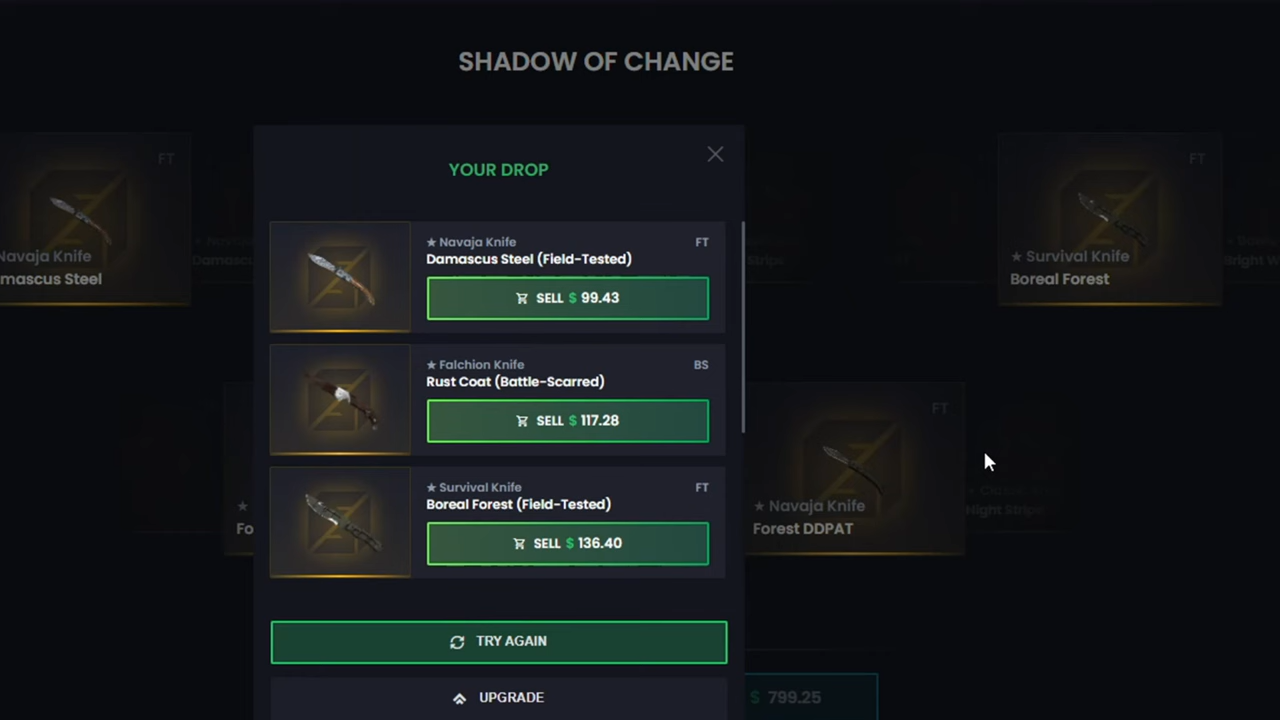 SHADOW OF CHANGE
FT
Navaja Knife
mascus Steel
YOUR DROP
★ Navaja Knife
FT
Damascus Steel (Field-Tested)
SELL $ 99.43
★ Falchion Knife
BS
Rust Coat (Battle-Scarred)
SELL $ 117.28
★ Survival Knife
FT
Boreal Forest (Field-Tested)
SELL $ 136.40
TRY AGAIN
UPGRADE
FT
★ Survival Knife
Boreal Forest
FT
★ Navaja Knife
Forest DDPAT
★
Fo
$ 799.25